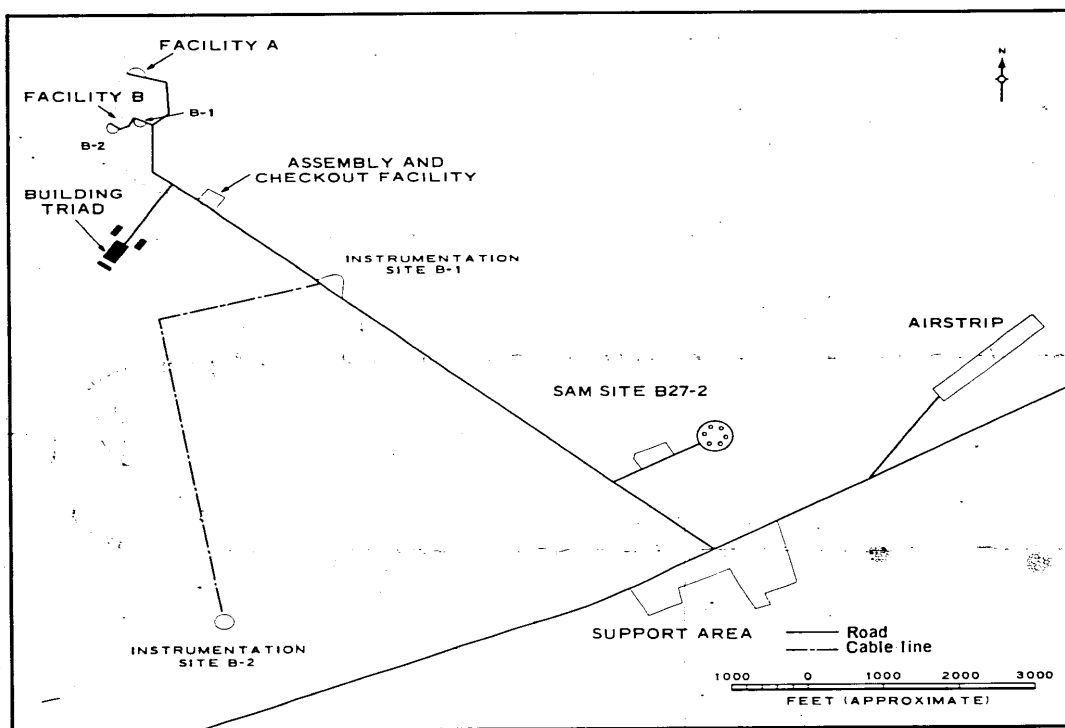 FACILITY A
N
FACILITY B
B-1
B-2
ASSEMBLY AND
CHECKOUT FACILITY
BUILDING
TRIAD
INSTRUMENTATION
SITE B-1
AIRSTRIP
SAM SITE B27-2
SUPPORT AREA
INSTRUMENTATION
SITE B-2
Road
Cable line
1000 0 1000 2000 3000
FEET (APPROXIMATE)